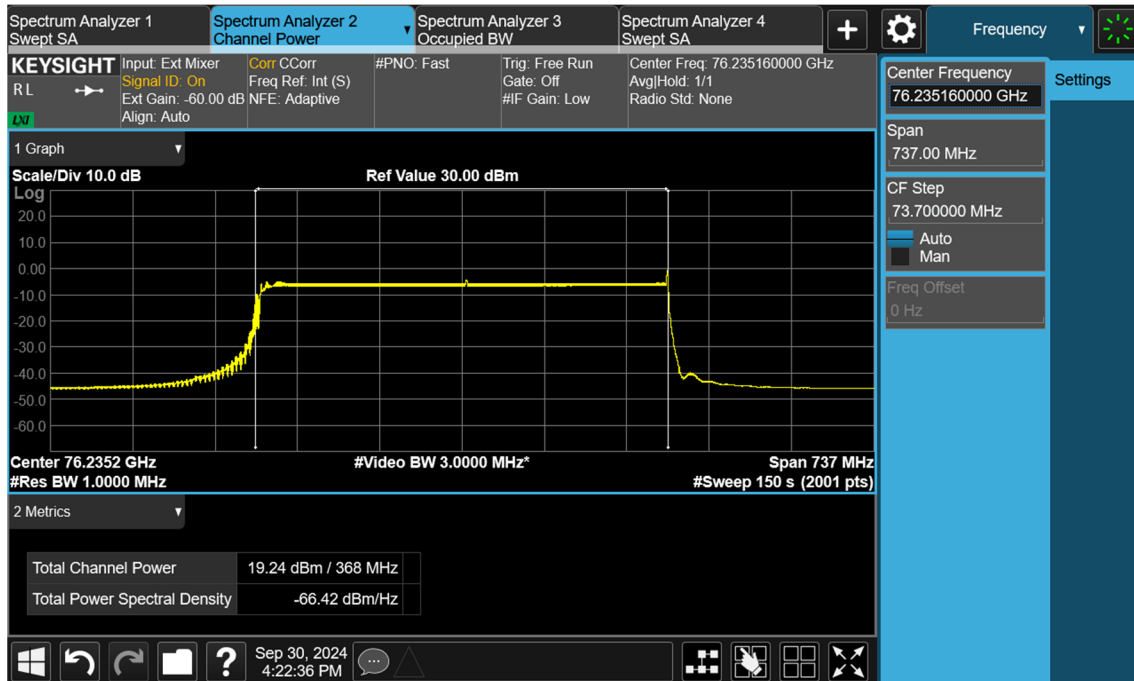 Spectrum Analyzer 1
Swept SA
Spectrum Analyzer 2
Channel Power
Spectrum Analyzer 3
Occupied BW
Spectrum Analyzer 4
Swept SA
+
Frequency
KEYSIGHT
RL
LXI
Input: Ext Mixer
Signal ID: On
Ext Gain: -60.00 dB
Align: Auto
Corr CCorr
Freq Ref: Int (S)
NFE: Adaptive
#PNO: Fast
Trig: Free Run
Gate: Off
#IF Gain: Low
Center Freq: 76.235160000 GHz
Avg|Hold: 1/1
Radio Std: None
Center Frequency
76.235160000 GHz
Settings
Span
737.00 MHz
CF Step
73.700000 MHz
Auto
Man
Freq Offset
0 Hz
1 Graph
Scale/Div 10.0 dB
Ref Value 30.00 dBm
Log
20.0
10.0
0.00
-10.0
-20.0
-30.0
-40.0
-50.0
-60.0
Center 76.2352 GHz
#Video BW 3.0000 MHz*
Span 737 MHz
#Res BW 1.0000 MHz
#Sweep 150 s (2001 pts)
2 Metrics
Total Channel Power 19.24 dBm / 368 MHz
Total Power Spectral Density -66.42 dBm/Hz
?
Sep 30, 2024
4:22:36 PM